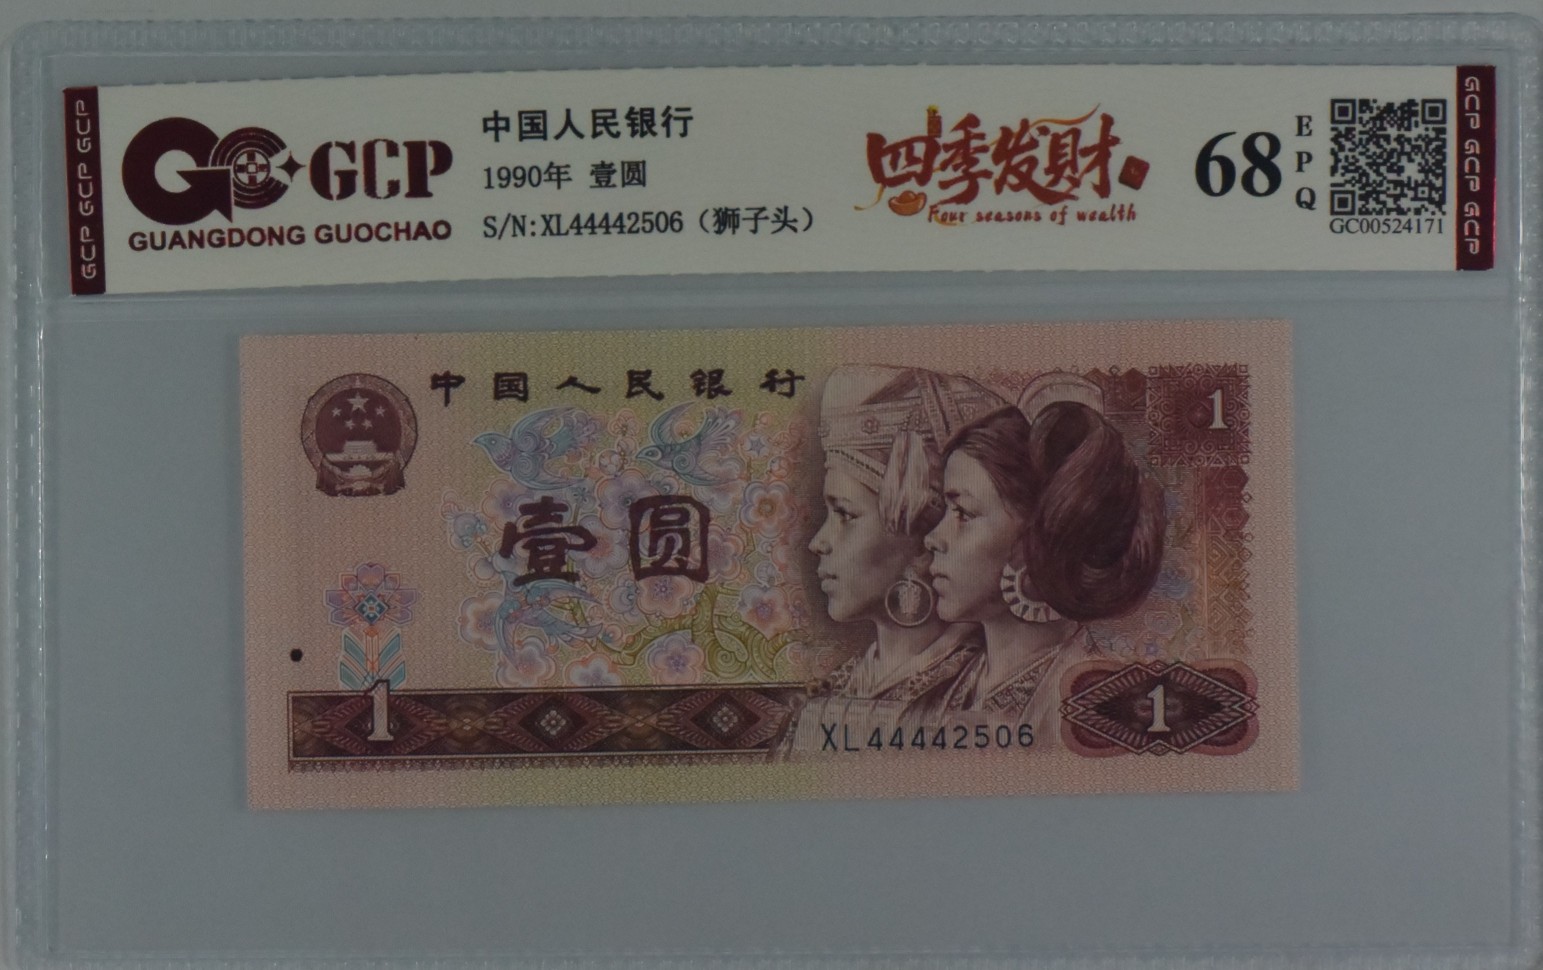 GCP GCP GCP
GCP
GUANGDONG GUOCHAO
中国人民银行
1990年 壹圆
S/N:XL44442506（狮子头）
四季发财
Four seasons of wealth
68
EPQ
GC00524171
GCP GCP GCP
中国人民银行
1
壹圆
1
XL44442506
1